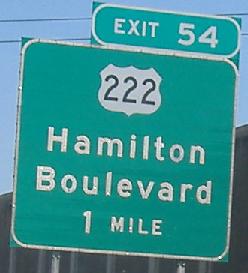 EXIT 54
222
Hamilton
Boulevard
1 MILE